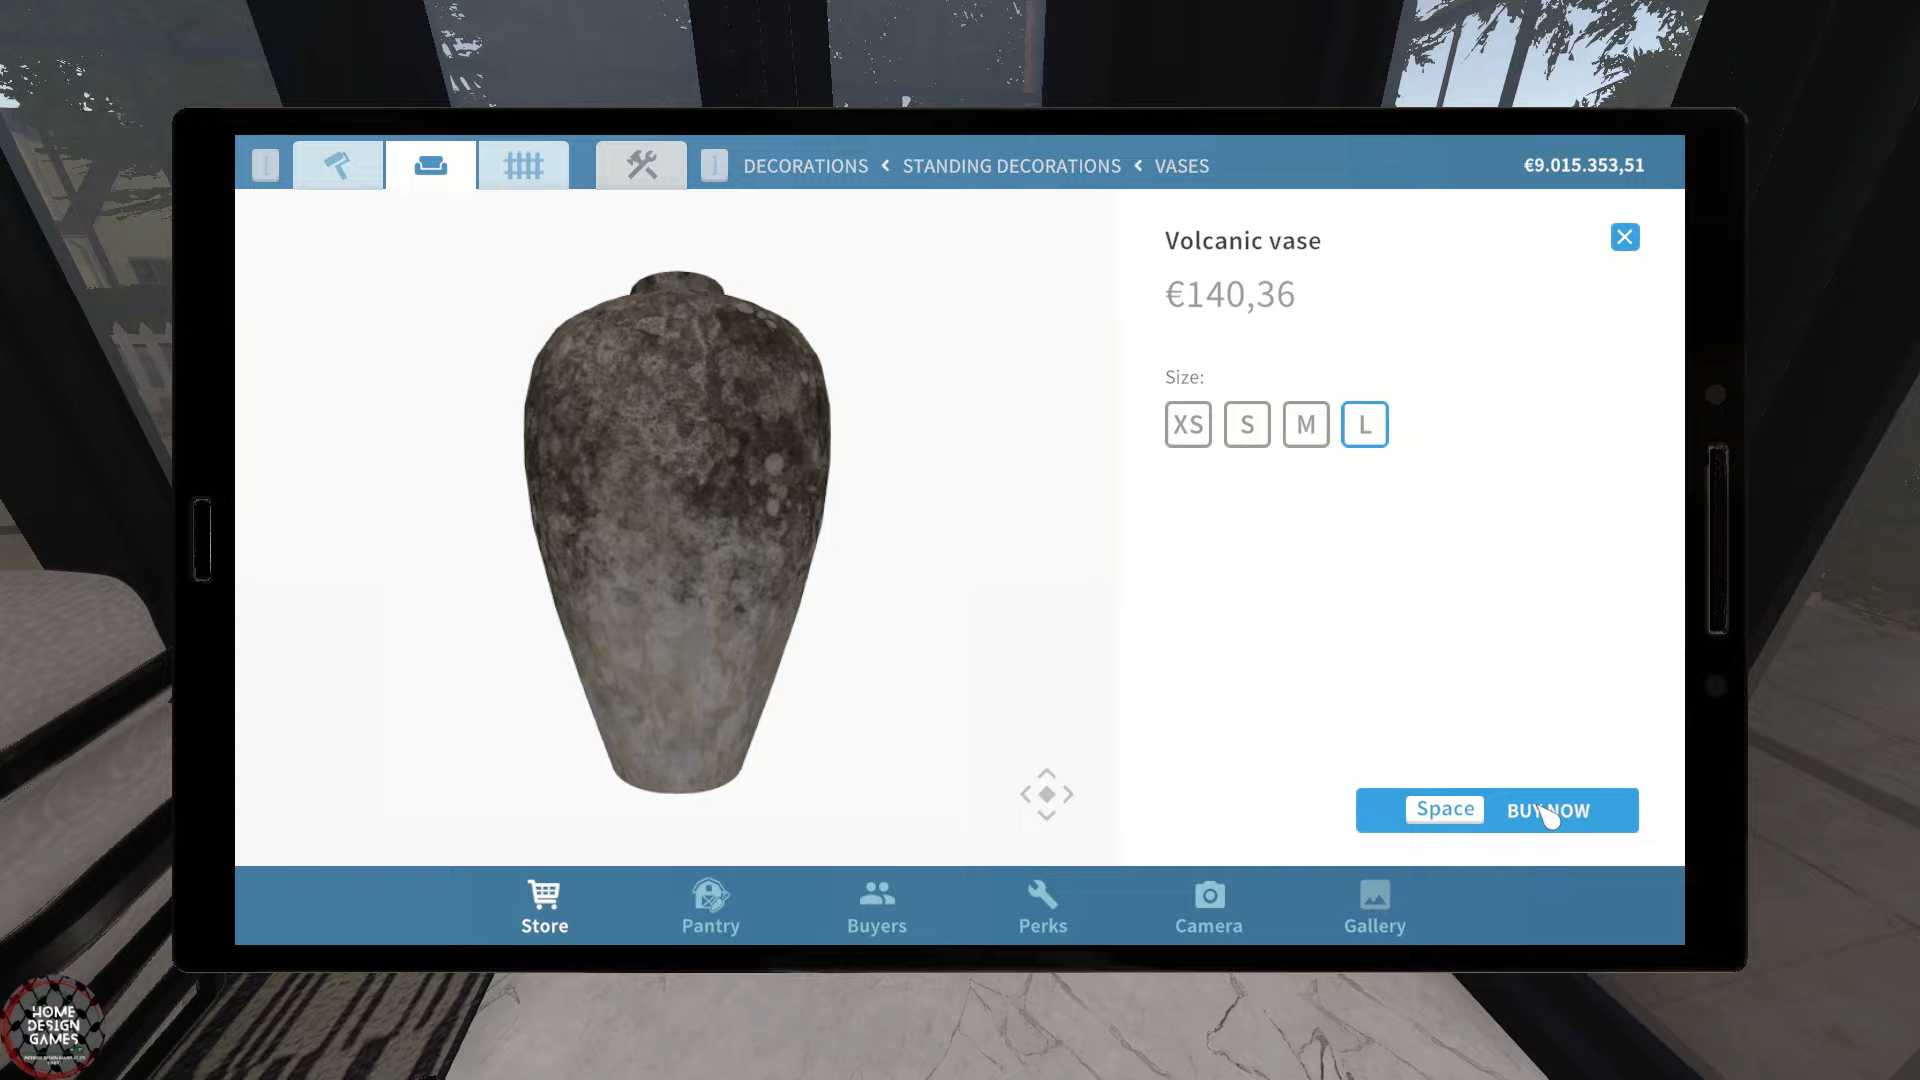 [
]
DECORATIONS < STANDING DECORATIONS < VASES
€9.015.353,51
Volcanic vase
€140,36
Size:
XS S M L
Space BUY NOW
Store Pantry Buyers Perks Camera Gallery
HOME
DESIGN
GAMES